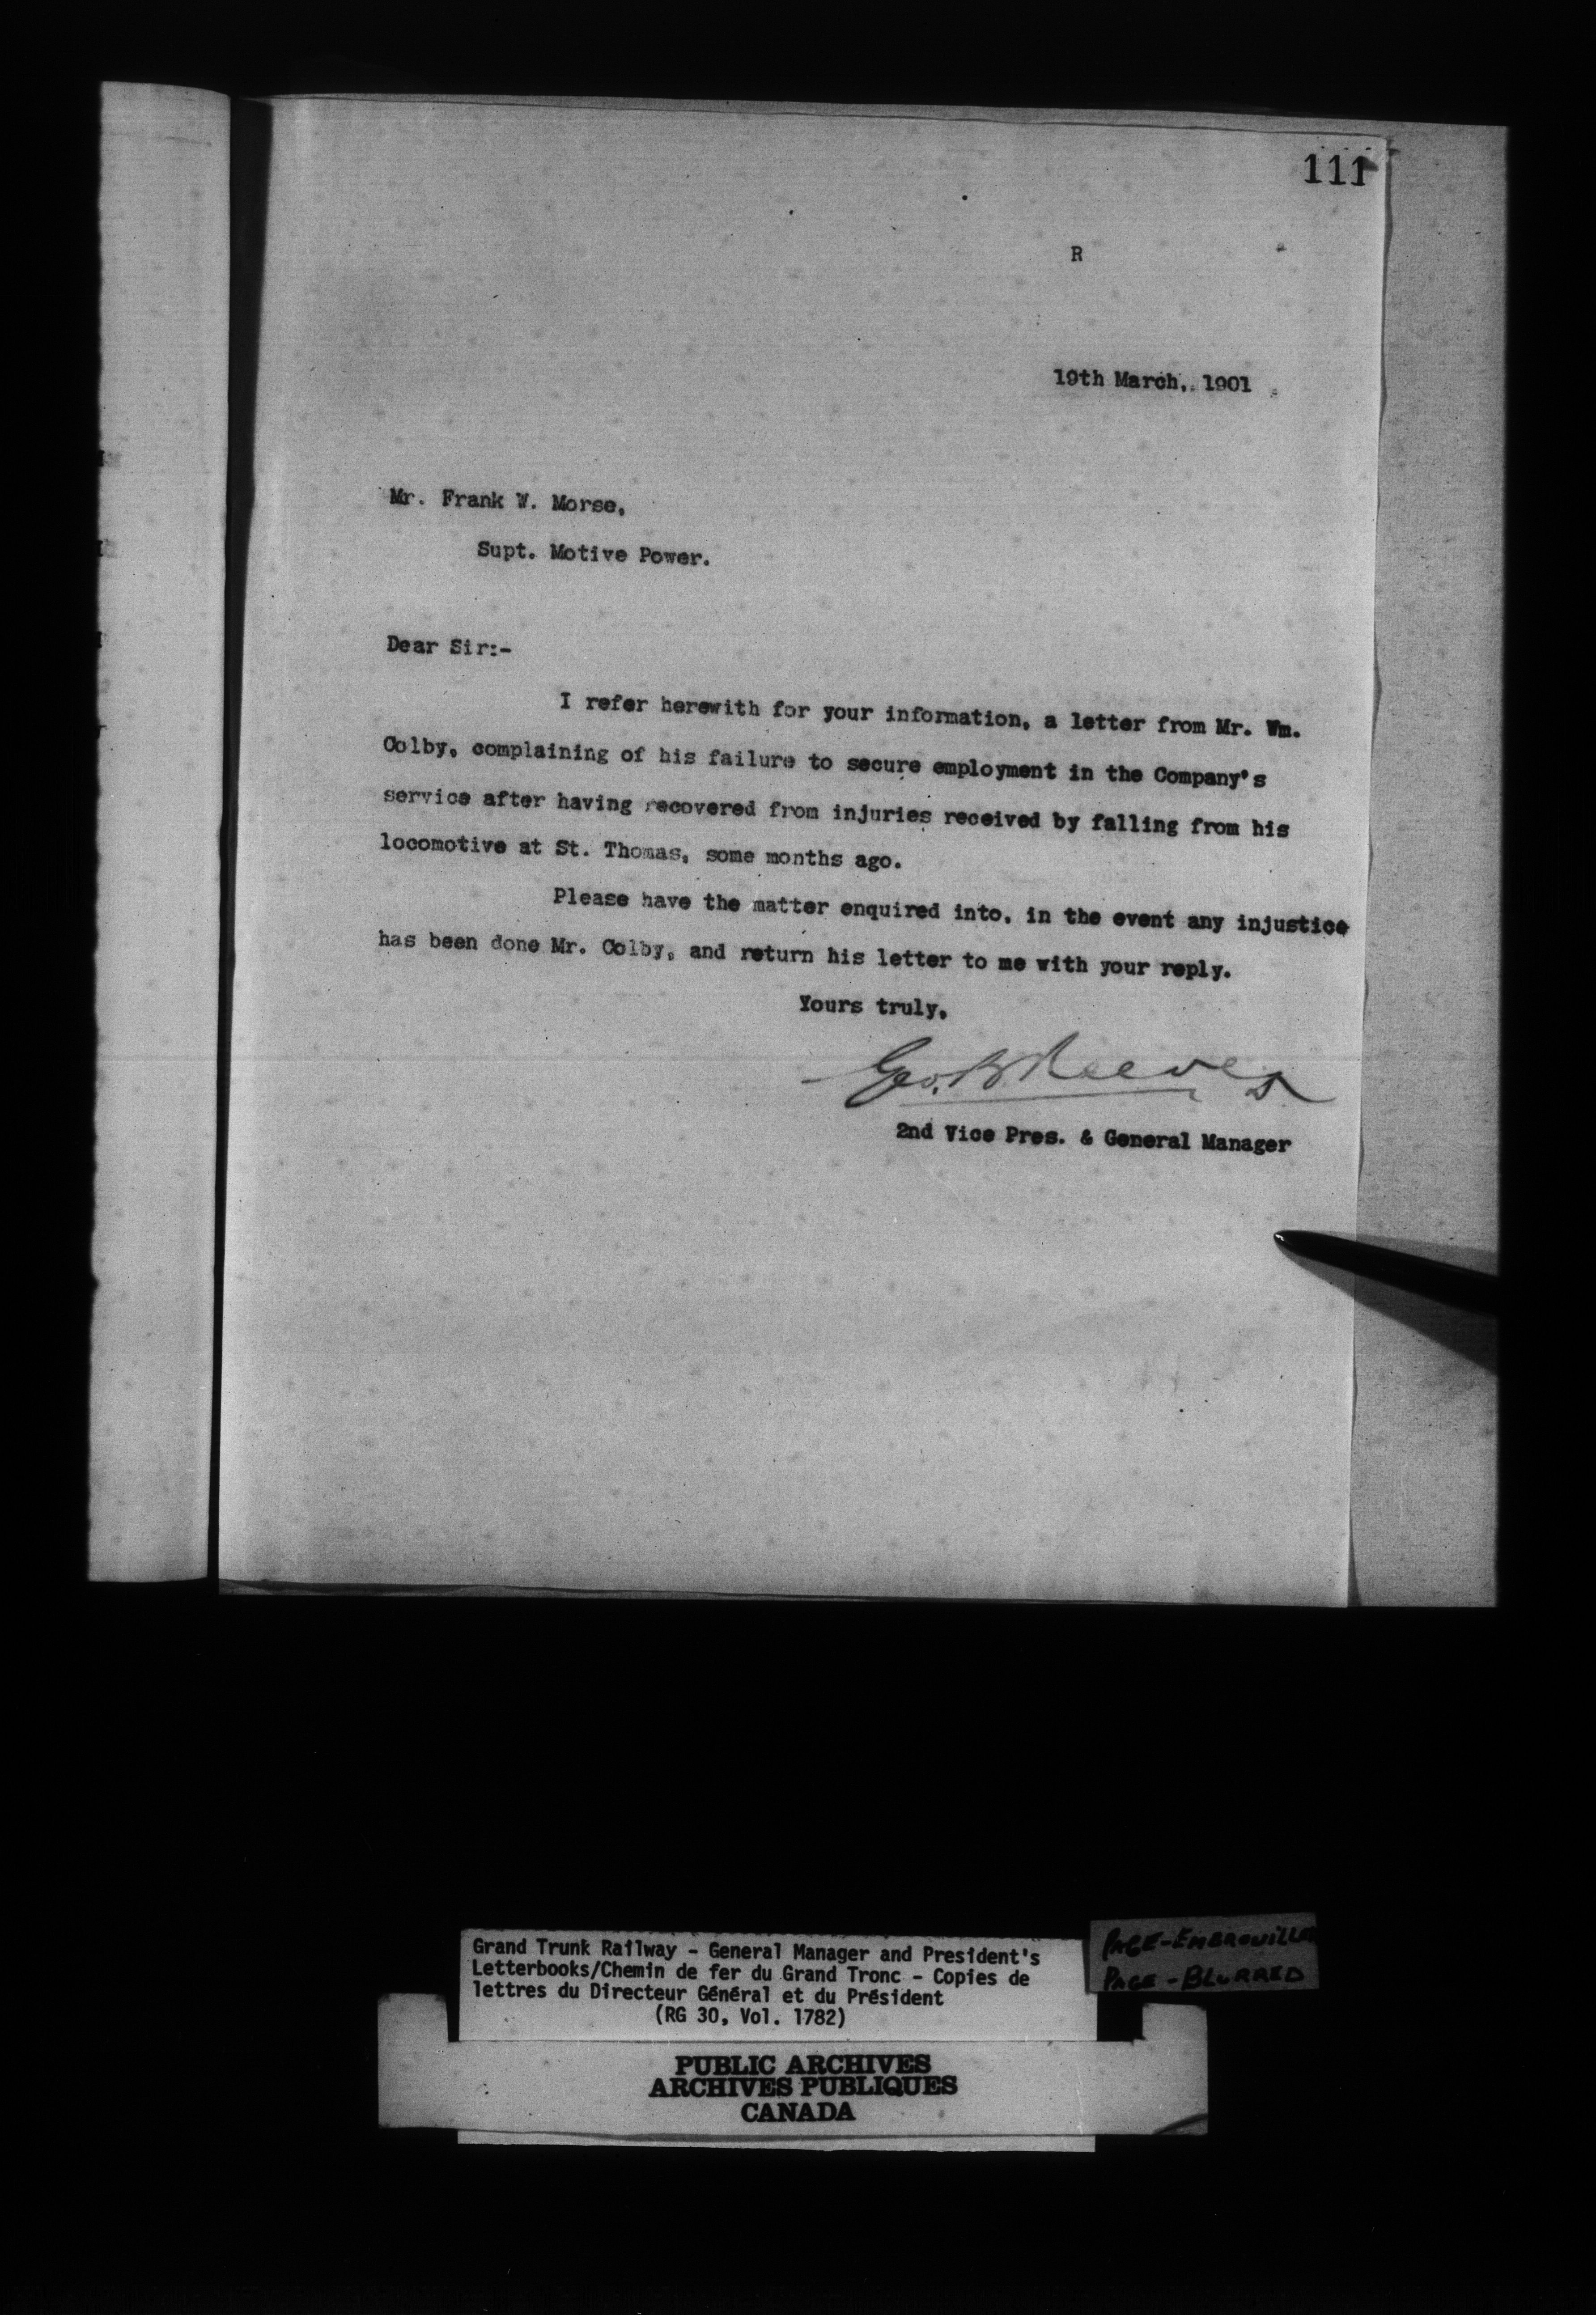 111
R
19th March, 1901
Mr. Frank W. Morse,
Supt. Motive Power.
Dear Sir:-
I refer herewith for your information, a letter from Mr. Wm.
Colby, complaining of his failure to secure employment in the Company's
service after having recovered from injuries received by falling from his
locomotive at St. Thomas, some months ago.
Please have the matter enquired into, in the event any injustice
has been done Mr. Colby, and return his letter to me with your reply.
Yours truly,
Geo. B Reeves
2nd Vice Pres. & General Manager
Grand Trunk Railway - General Manager and President's
Letterbooks/Chemin de fer du Grand Tronc - Copies de
lettres du Directeur Général et du Président
(RG 30, Vol. 1782)
PAGE-EMBROUILLE
PAGE-BLURRED
PUBLIC ARCHIVES
ARCHIVES PUBLIQUES
CANADA